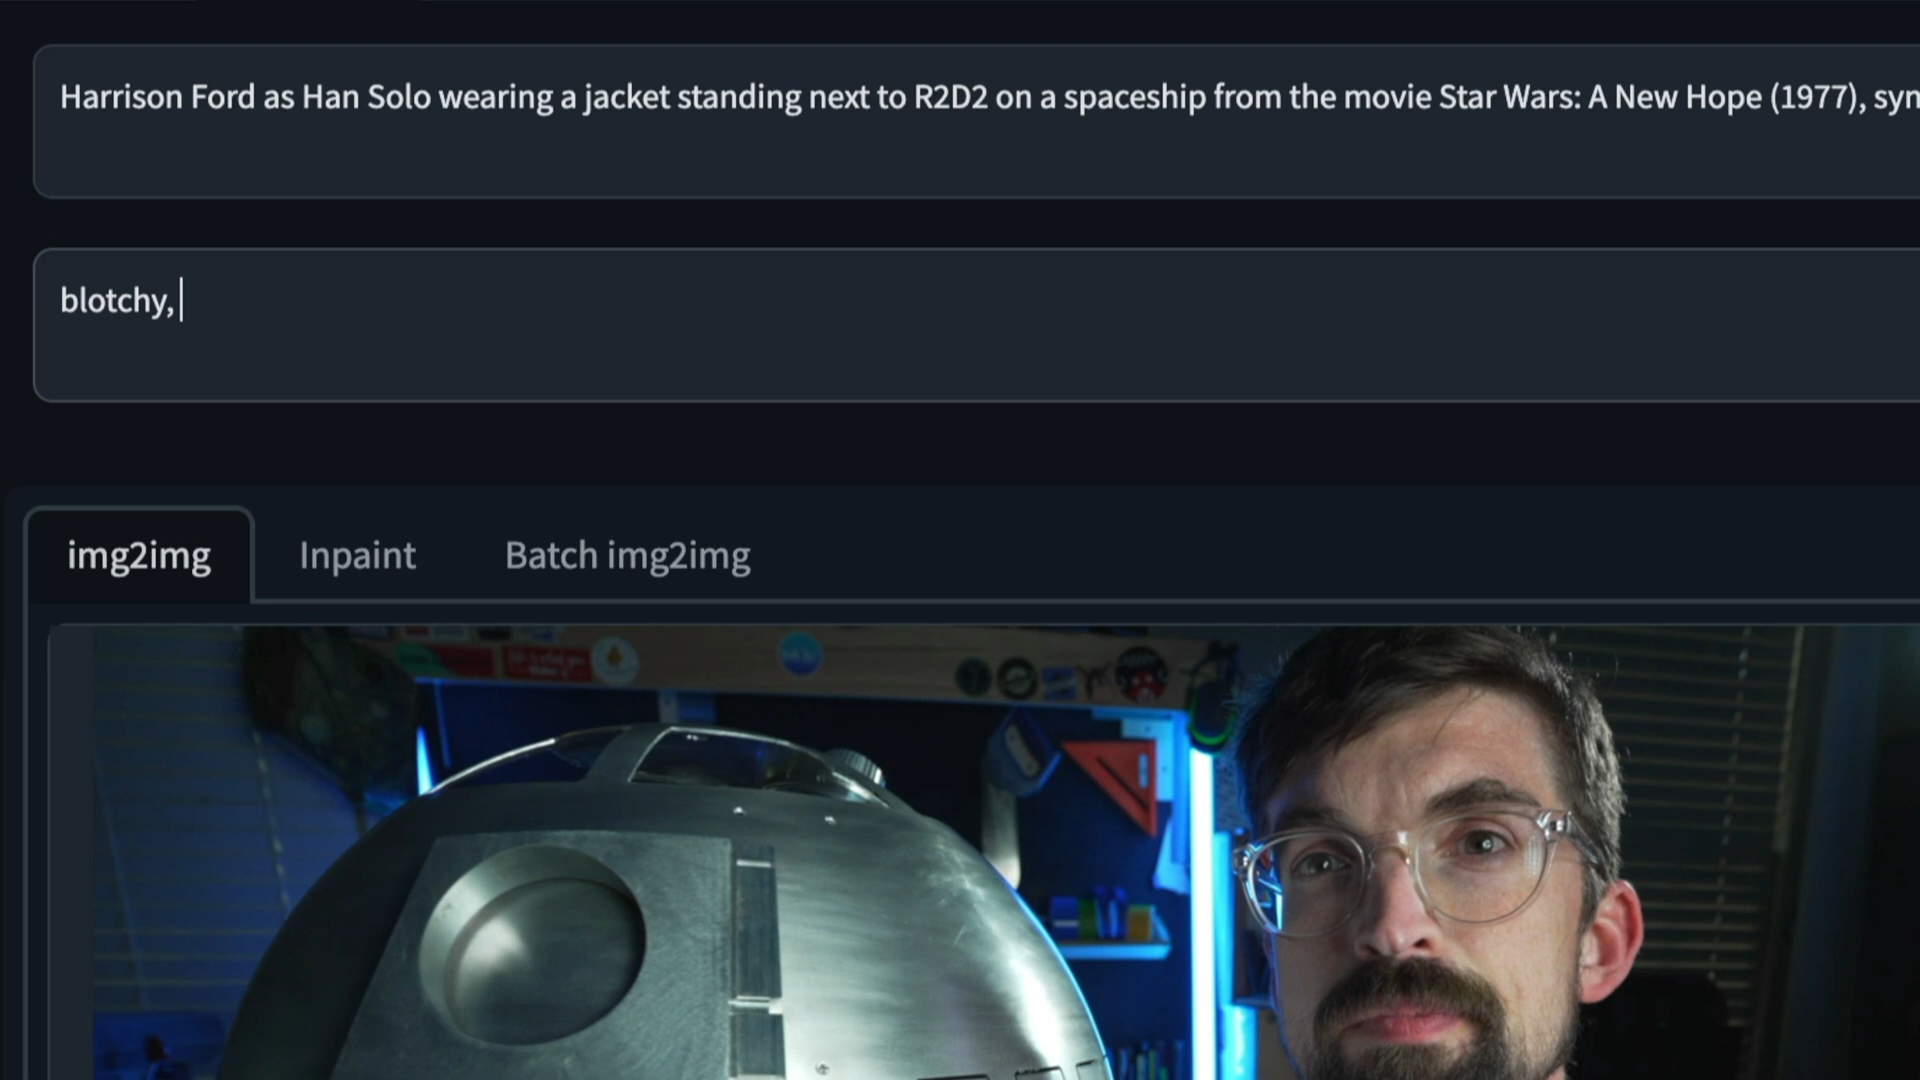 Harrison Ford as Han Solo wearing a jacket standing next to R2D2 on a spaceship from the movie Star Wars: A New Hope (1977), syn
blotchy,
img2img
Inpaint
Batch img2img